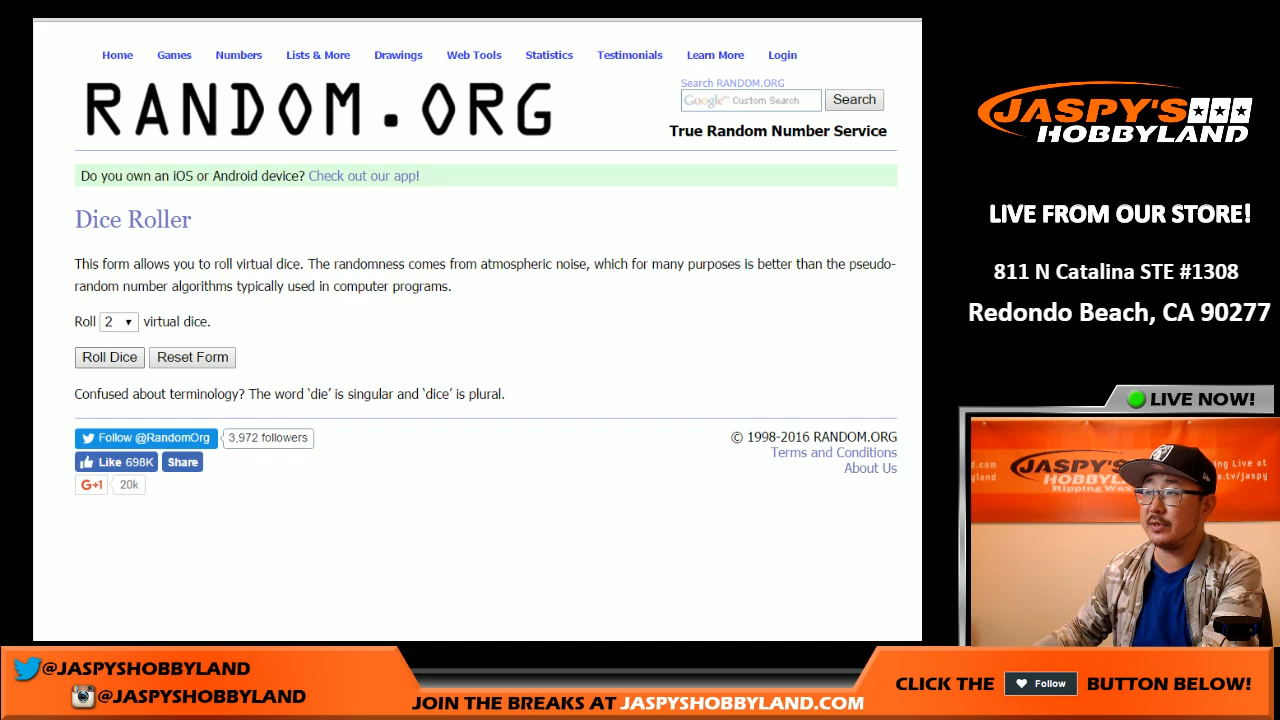 Home Games Numbers Lists & More Drawings Web Tools Statistics Testimonials Learn More Login
RANDOM.ORG
Search RANDOM.ORG
Google™ Custom Search Search
True Random Number Service
Do you own an iOS or Android device? Check out our app!
Dice Roller
This form allows you to roll virtual dice. The randomness comes from atmospheric noise, which for many purposes is better than the pseudo-
random number algorithms typically used in computer programs.
Roll 2 virtual dice.
Roll Dice Reset Form
Confused about terminology? The word ‘die’ is singular and ‘dice’ is plural.
Follow @RandomOrg 3,972 followers
Like 698K Share
G+1 20k
© 1998-2016 RANDOM.ORG
Terms and Conditions
About Us
JASPY'S
HOBBYLAND
LIVE FROM OUR STORE!
811 N Catalina STE #1308
Redondo Beach, CA 90277
LIVE NOW!
JASPY'S
Ripping Wax
@JASPYSHOBBYLAND
@JASPYSHOBBYLAND
JOIN THE BREAKS AT JASPYSHOBBYLAND.COM
CLICK THE Follow BUTTON BELOW!